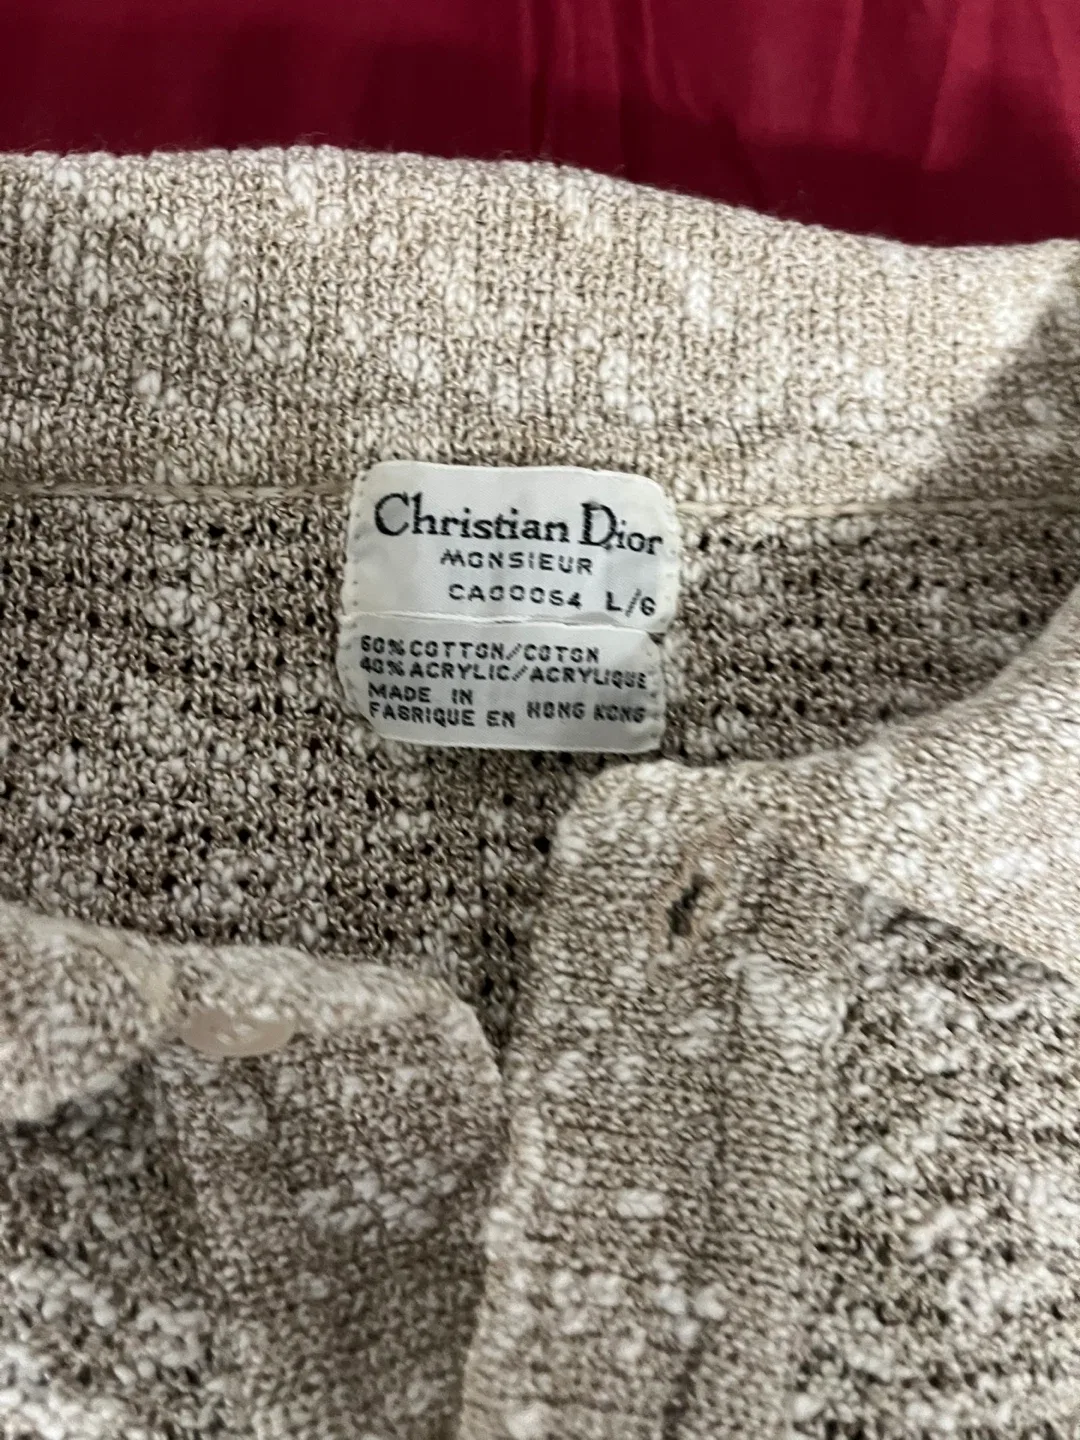 Christian Dior
MONSIEUR
CA00064 L/G
60% COTTON/COTON
40% ACRYLIC/ACRYLIQUE
MADE IN
FABRIQUE EN HONG KONG